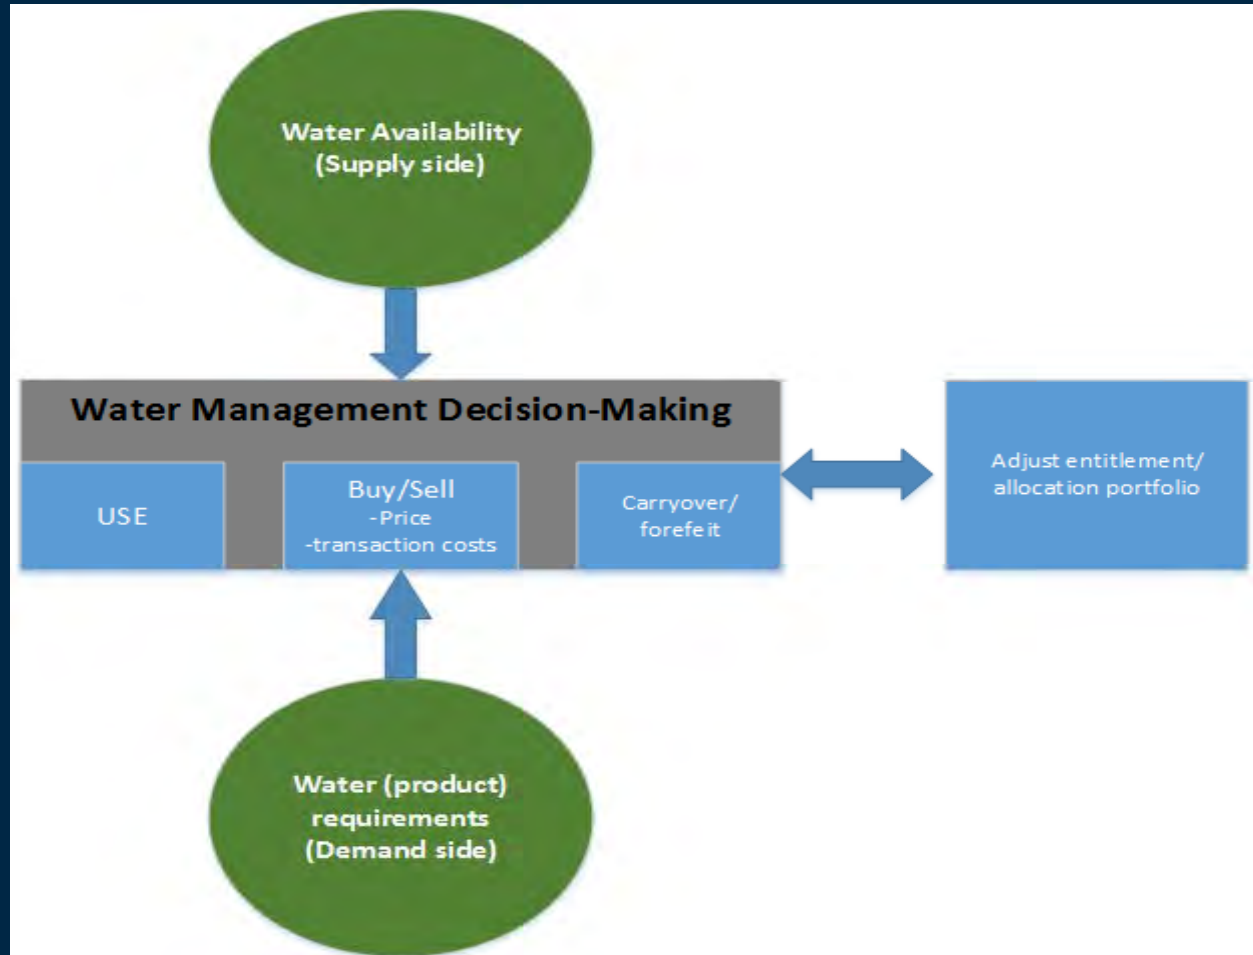 Water Availability
(Supply side)
Water Management Decision-Making
USE
Buy/Sell
-Price
-transaction costs
Carryover/
forefeit
Adjust entitlement/
allocation portfolio
Water (product)
requirements
(Demand side)